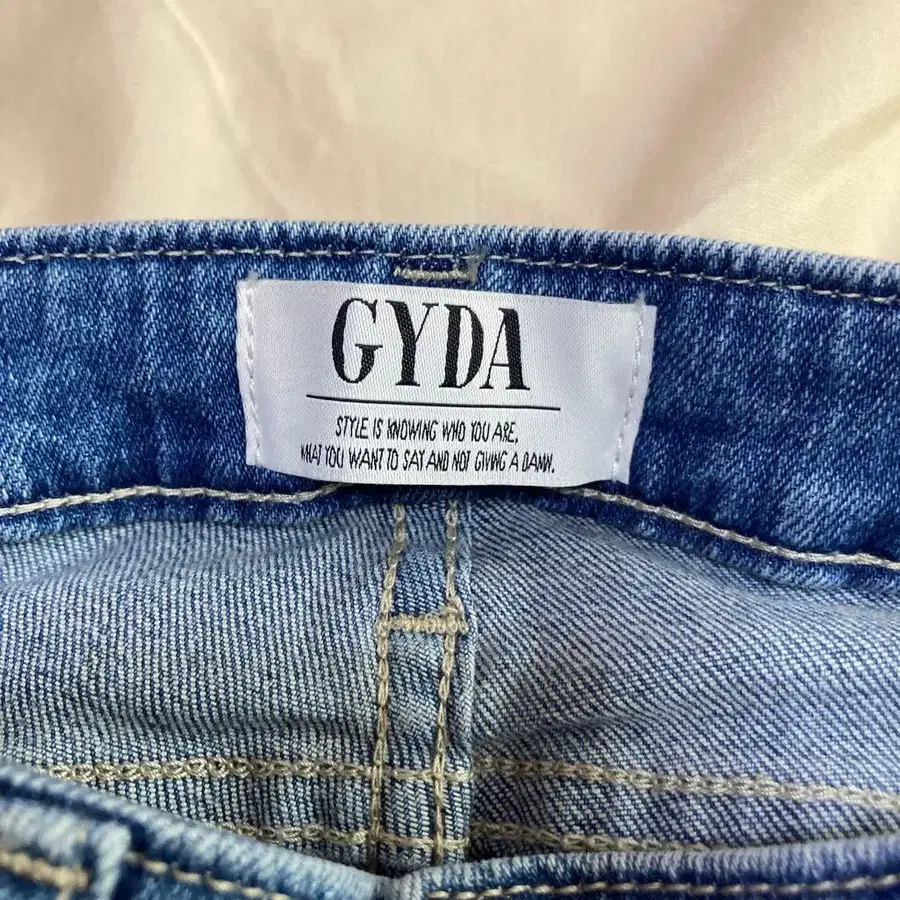 GYDA
STYLE IS KNOWING WHO YOU ARE,
WHAT YOU WANT TO SAY AND NOT GIVING A DAMN.